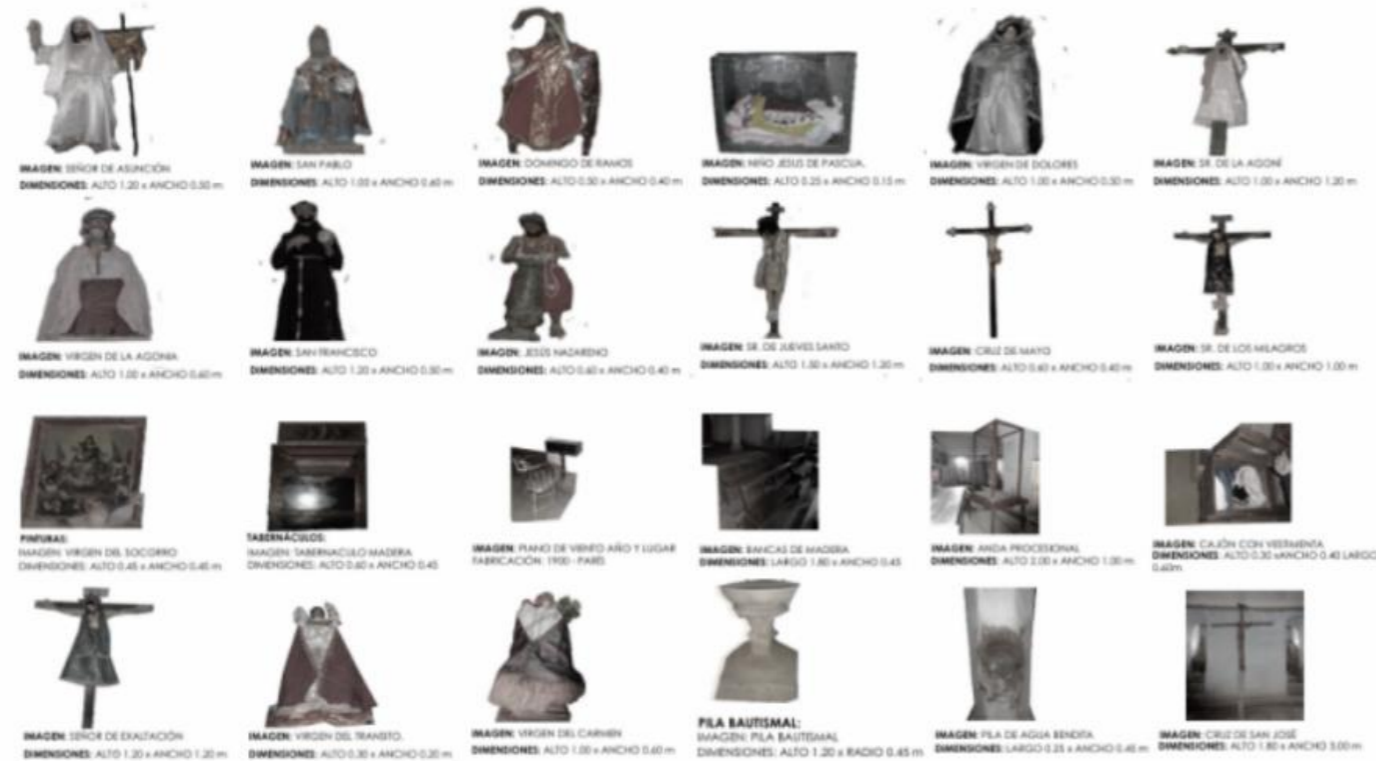 IMAGEN: SEÑOR DE ASUNCIÓN
DIMENSIONES: ALTO 1.20 x ANCHO 0.50 m
IMAGEN: SAN PABLO
DIMENSIONES: ALTO 1.00 x ANCHO 0.60 m
IMAGEN: DOMINGO DE RAMOS
DIMENSIONES: ALTO 0.50 x ANCHO 0.40 m
IMAGEN: NIÑO JESUS DE PASCUA.
DIMENSIONES: ALTO 0.25 x ANCHO 0.15 m
IMAGEN: VIRGEN DE DOLORES
DIMENSIONES: ALTO 1.00 x ANCHO 0.50 m
IMAGEN: SR. DE LA AGONÍ
DIMENSIONES: ALTO 1.00 x ANCHO 1.20 m
IMAGEN: VIRGEN DE LA AGONIA
DIMENSIONES: ALTO 1.00 x ANCHO 0.60 m
IMAGEN: SAN FRANCISCO
DIMENSIONES: ALTO 1.20 x ANCHO 0.50 m
IMAGEN: JESÚS NAZARENO
DIMENSIONES: ALTO 0.60 x ANCHO 0.40 m
IMAGEN: SR. DE JUEVES SANTO
DIMENSIONES: ALTO 1.50 x ANCHO 1.20 m
IMAGEN: CRUZ DE MAYO
DIMENSIONES: ALTO 0.60 x ANCHO 0.40 m
IMAGEN: SR. DE LOS MILAGROS
DIMENSIONES: ALTO 1.00 x ANCHO 1.00 m
PINTURAS:
IMAGEN: VIRGEN DEL SOCORRO
DIMENSIONES: ALTO 0.45 x ANCHO 0.45 m
TABERNÁCULOS:
IMAGEN: TABERNACULO MADERA
DIMENSIONES: ALTO 0.60 x ANCHO 0.45
IMAGEN: PIANO DE VIENTO AÑO Y LUGAR
FABRICACIÓN: 1900 - PARIS
IMAGEN: BANCAS DE MADERA
DIMENSIONES: LARGO 1.80 x ANCHO 0.45
IMAGEN: ANDA PROCESIONAL
DIMENSIONES: ALTO 2.00 x ANCHO 1.00 m
IMAGEN: CAJÓN CON VESTIMENTA
DIMENSIONES: ALTO 0.30 xANCHO 0.40 LARGO
0.60m
IMAGEN: SEÑOR DE EXALTACIÓN
DIMENSIONES: ALTO 1.20 x ANCHO 1.20 m
IMAGEN: VIRGEN DEL TRANSITO.
DIMENSIONES: ALTO 0.30 x ANCHO 0.20 m
IMAGEN: VIRGEN DEL CARMEN
DIMENSIONES: ALTO 1.00 x ANCHO 0.60 m
PILA BAUTISMAL:
IMAGEN: PILA BAUTISMAL
DIMENSIONES: ALTO 1.20 x RADIO 0.45 m
IMAGEN: PILA DE AGUA BENDITA
DIMENSIONES: LARGO 0.25 x ANCHO 0.45 m
IMAGEN: CRUZ DE SAN JOSÉ
DIMENSIONES: ALTO 1.80 x ANCHO 3.00 m